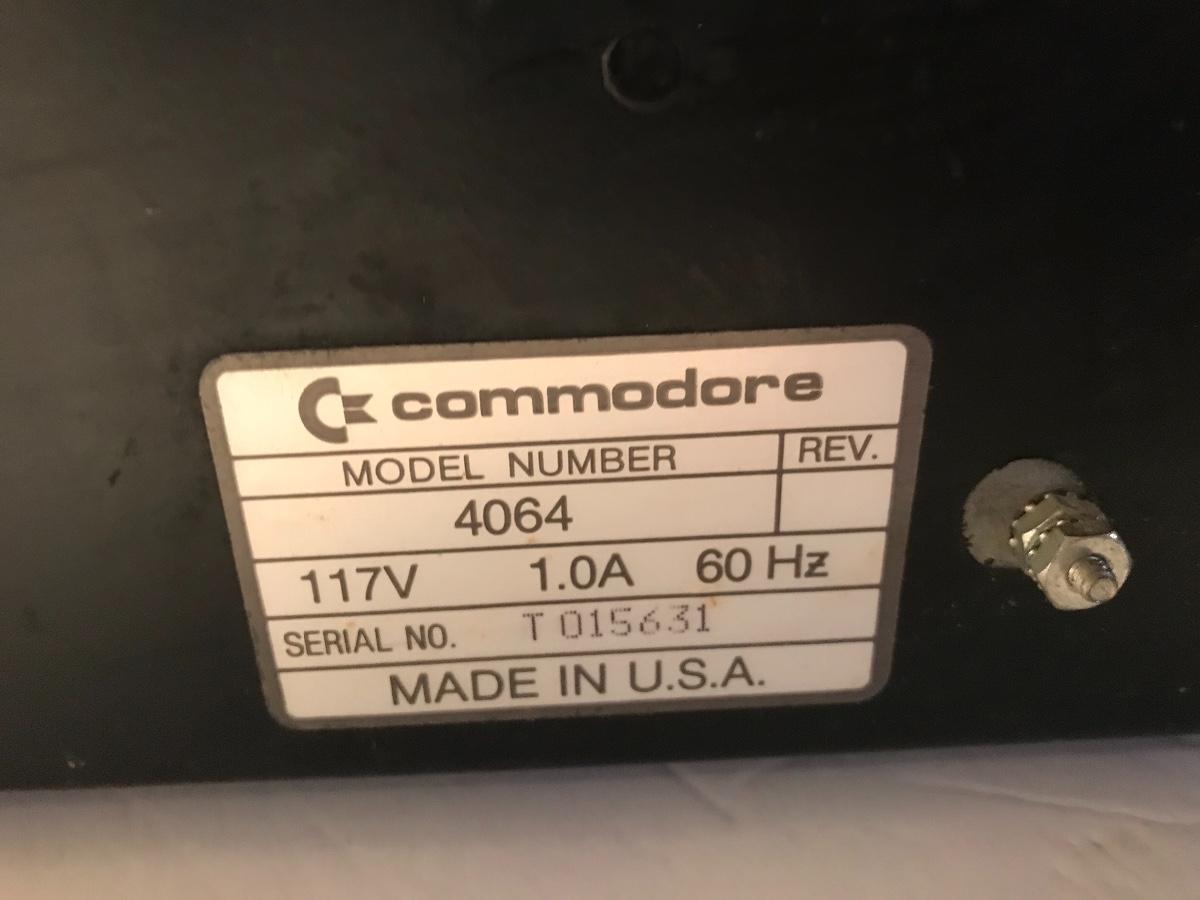 commodore
MODEL NUMBER REV.
4064
117V 1.0A 60 Hz
SERIAL NO. T 015631
MADE IN U.S.A.